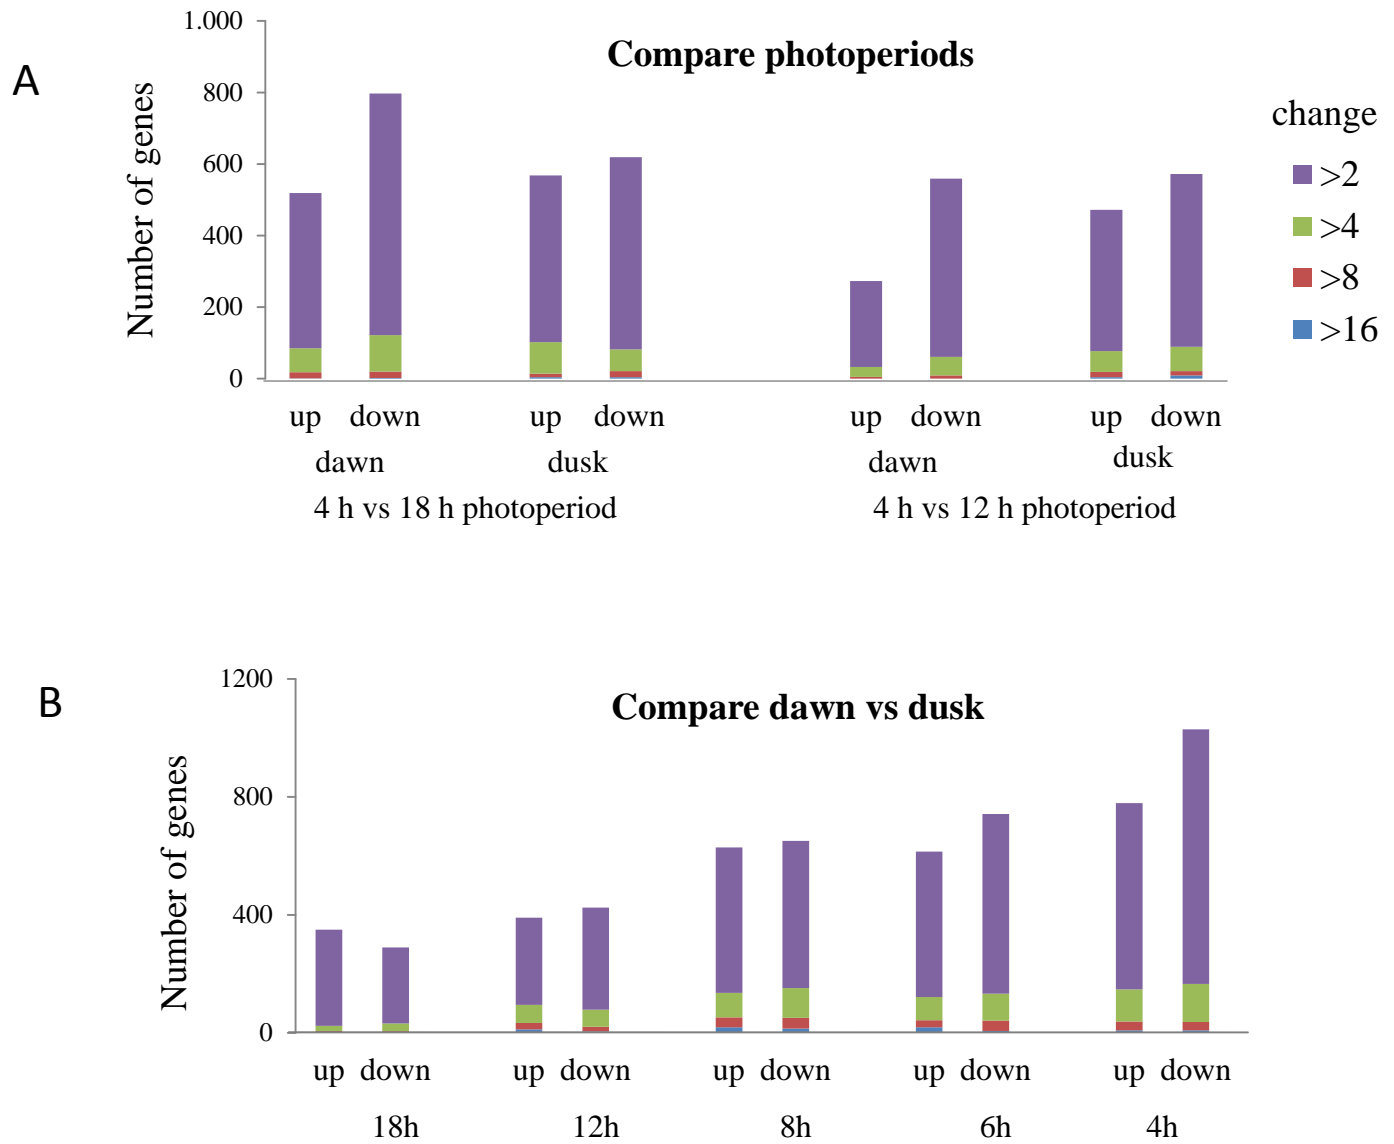 A
Compare photoperiods
Number of genes
1.000
800
600
400
200
0
change
>2
>4
>8
>16
up down up down up down up down
dawn dusk dawn dusk
4 h vs 18 h photoperiod 4 h vs 12 h photoperiod
B
Compare dawn vs dusk
Number of genes
1200
800
400
0
up down up down up down up down up down
18h 12h 8h 6h 4h